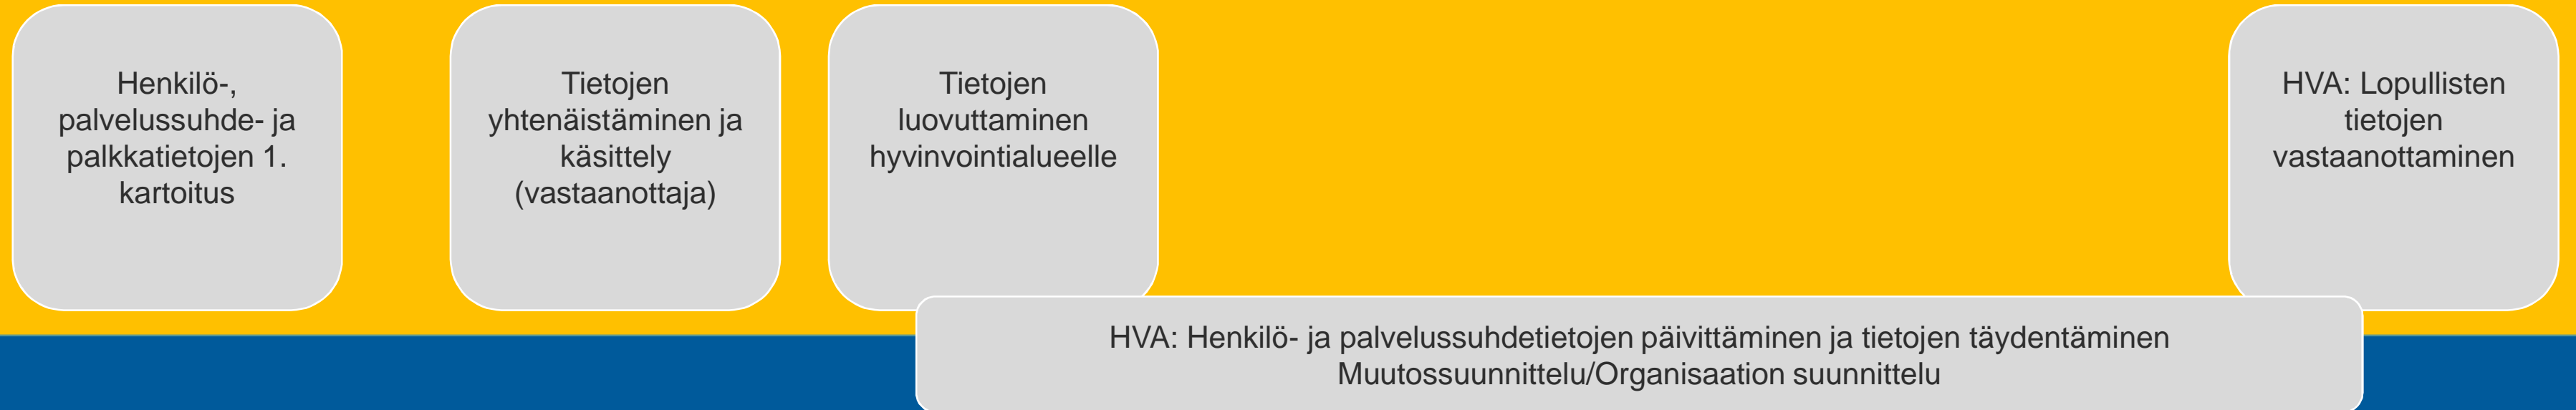 Henkilö-,
palvelussuhde- ja
palkkatietojen 1.
kartoitus
Tietojen
yhtenäistäminen ja
käsittely
(vastaanottaja)
Tietojen
luovuttaminen
hyvinvointialueelle
HVA: Lopullisten
tietojen
vastaanottaminen
HVA: Henkilö- ja palvelussuhdetietojen päivittäminen ja tietojen täydentäminen
Muutossuunnittelu/Organisaation suunnittelu